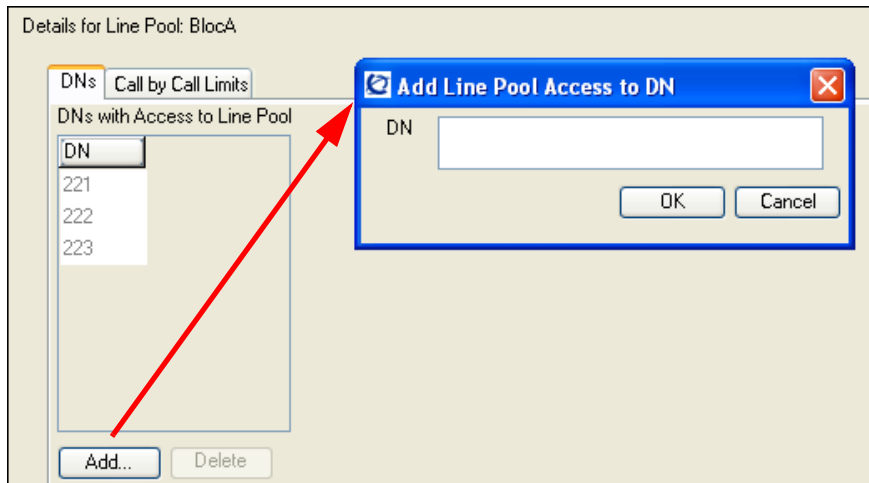 Details for Line Pool: BlocA
DNs
Call by Call Limits
DNs with Access to Line Pool
DN
221
222
223
Add...
Delete
Add Line Pool Access to DN
DN
OK
Cancel